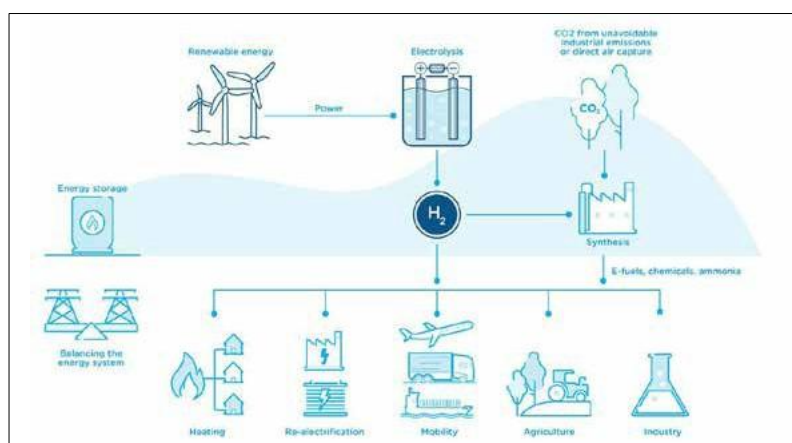 Renewable energy
Electrolysis
CO2 from unavoidable
industrial emissions
or direct air capture
Power
CO₂
Energy storage
H₂
Synthesis
E-fuels, chemicals, ammonia
Balancing the
energy system
Heating
Re-electrification
Mobility
Agriculture
Industry